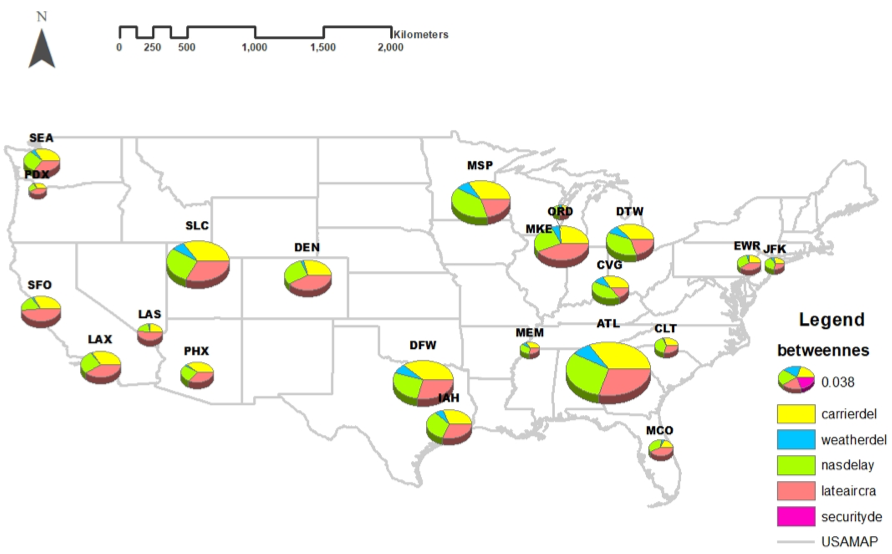 N
Kilometers
0 250 500 1,000 1,500 2,000
SEA
PDX
MSP
ORD
DTW
SLC
MKE
DEN
EWR JFK
CVG
SFO
LAS
LAX
PHX
MEM
ATL
CLT
DFW
IAH
MCO
Legend
betweennes
0.038
carrierdel
weatherdel
nasdelay
lateaircra
securityde
USAMAP